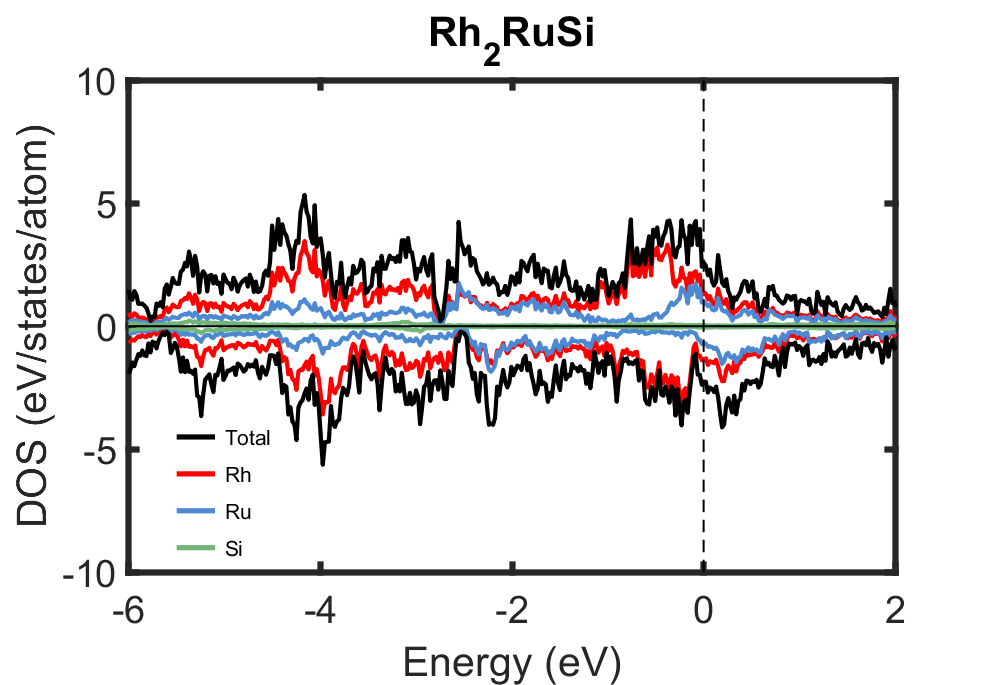 Rh₂RuSi
DOS (eV/states/atom)
10
5
0
-5
-10
Total
Rh
Ru
Si
-6 -4 -2 0 2
Energy (eV)